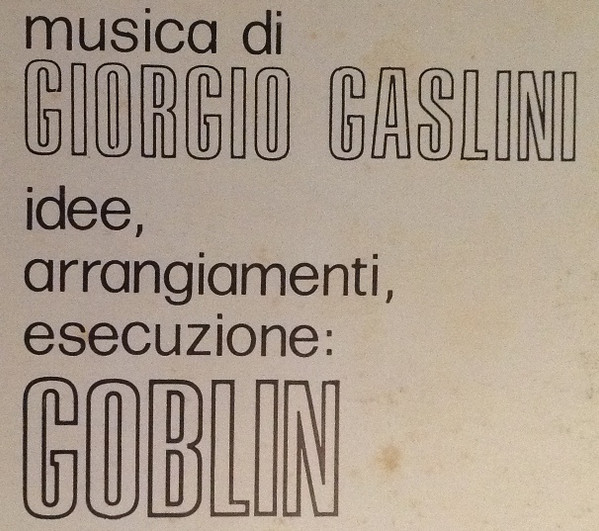 musica di
GIORGIO GASLINI
idee,
arrangiamenti,
esecuzione:
GOBLIN